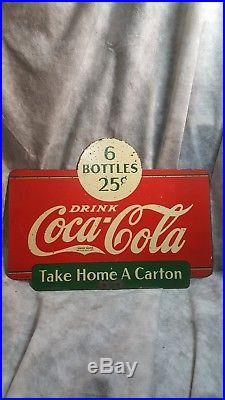 6
BOTTLES
25¢
DRINK
Coca-Cola
Take Home A Carton